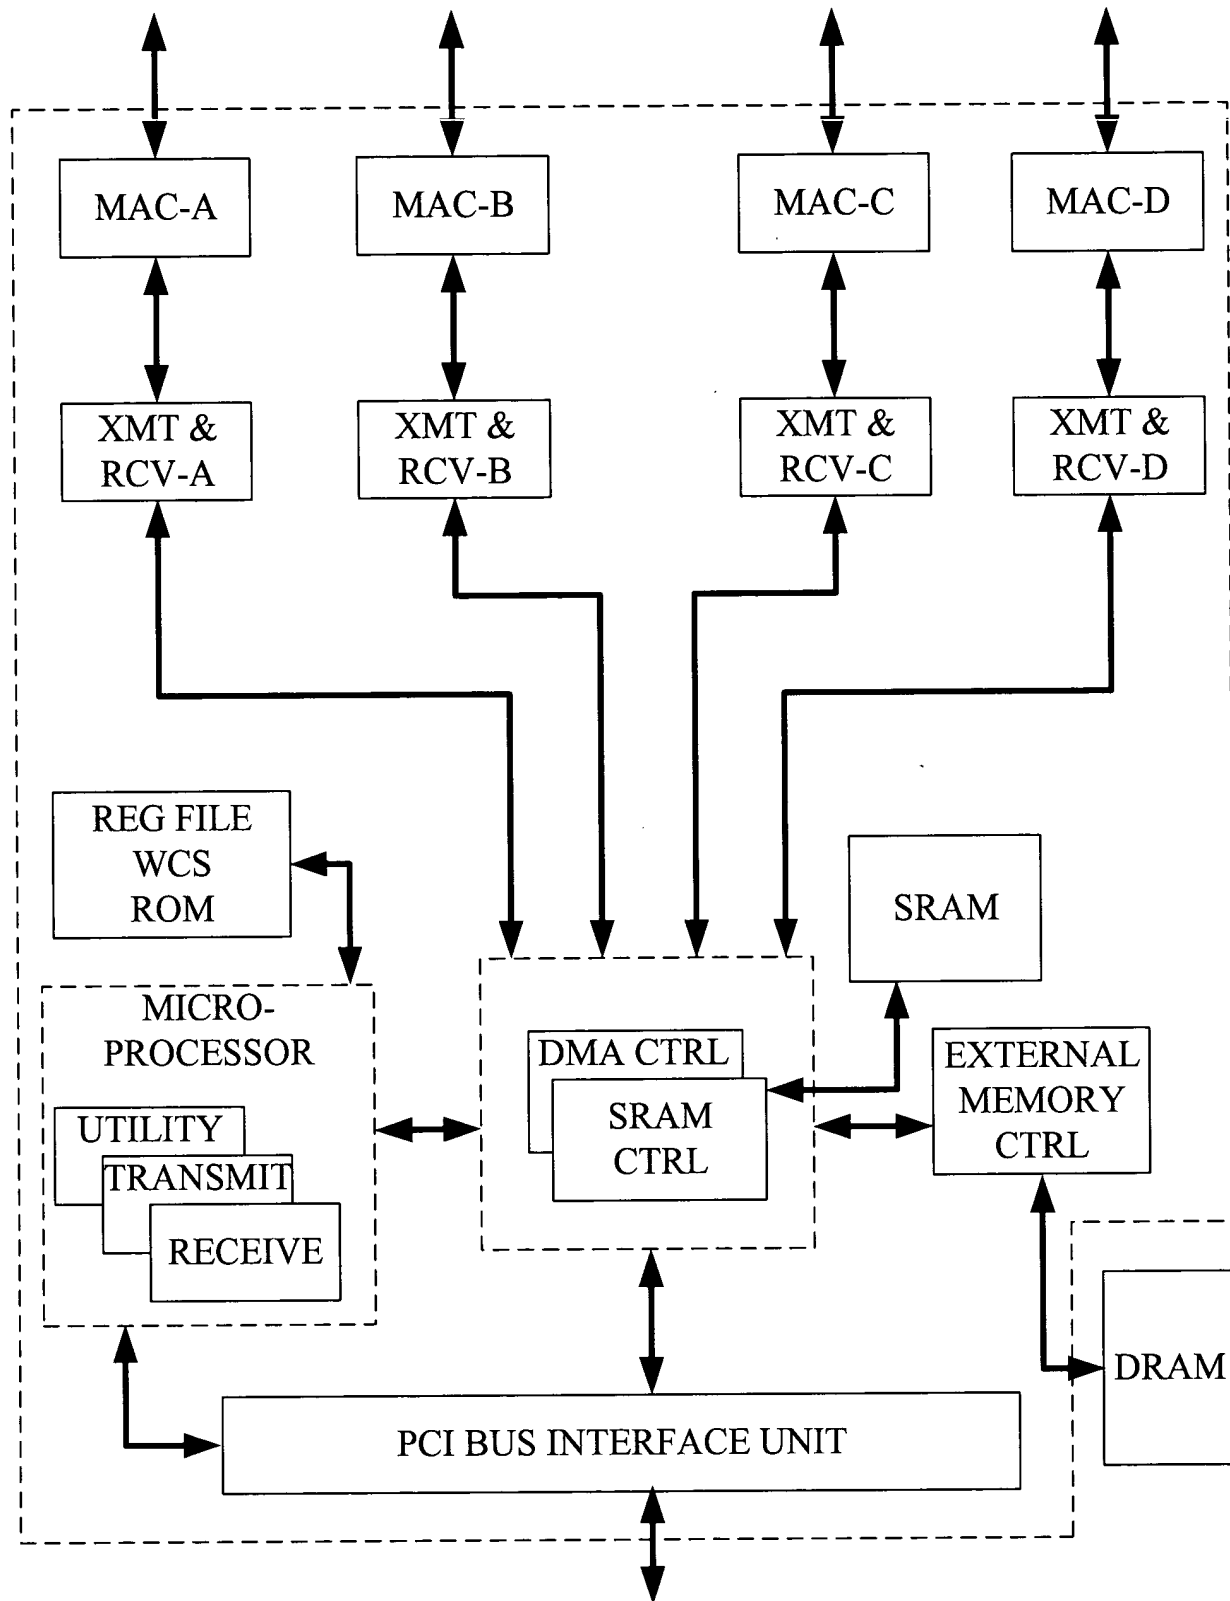 MAC-A
MAC-B
MAC-C
MAC-D
XMT &
RCV-A
XMT &
RCV-B
XMT &
RCV-C
XMT &
RCV-D
REG FILE
WCS
ROM
SRAM
MICRO-
PROCESSOR
UTILITY
TRANSMIT
RECEIVE
DMA CTRL
SRAM
CTRL
EXTERNAL
MEMORY
CTRL
DRAM
PCI BUS INTERFACE UNIT